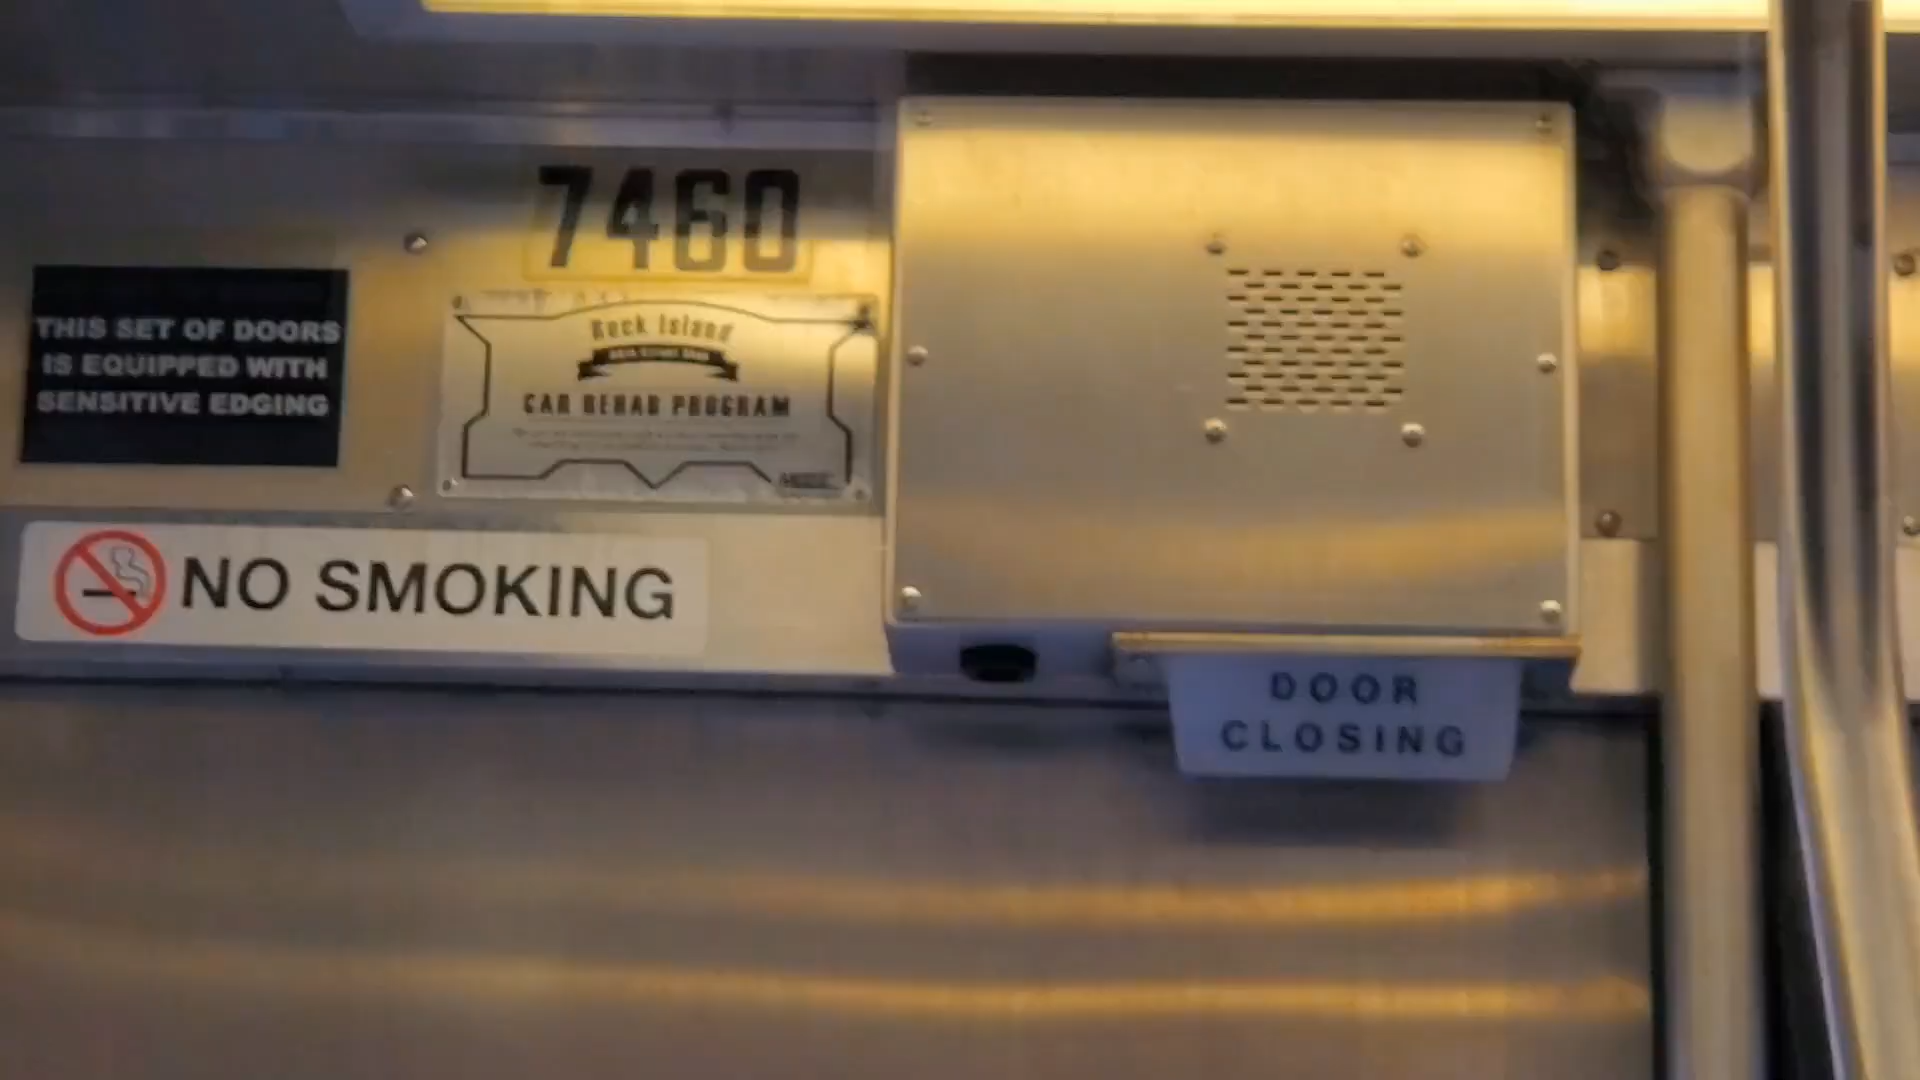 7460
THIS SET OF DOORS
IS EQUIPPED WITH
SENSITIVE EDGING
Rock Island
CAR REHAB PROGRAM
NO SMOKING
DOOR
CLOSING